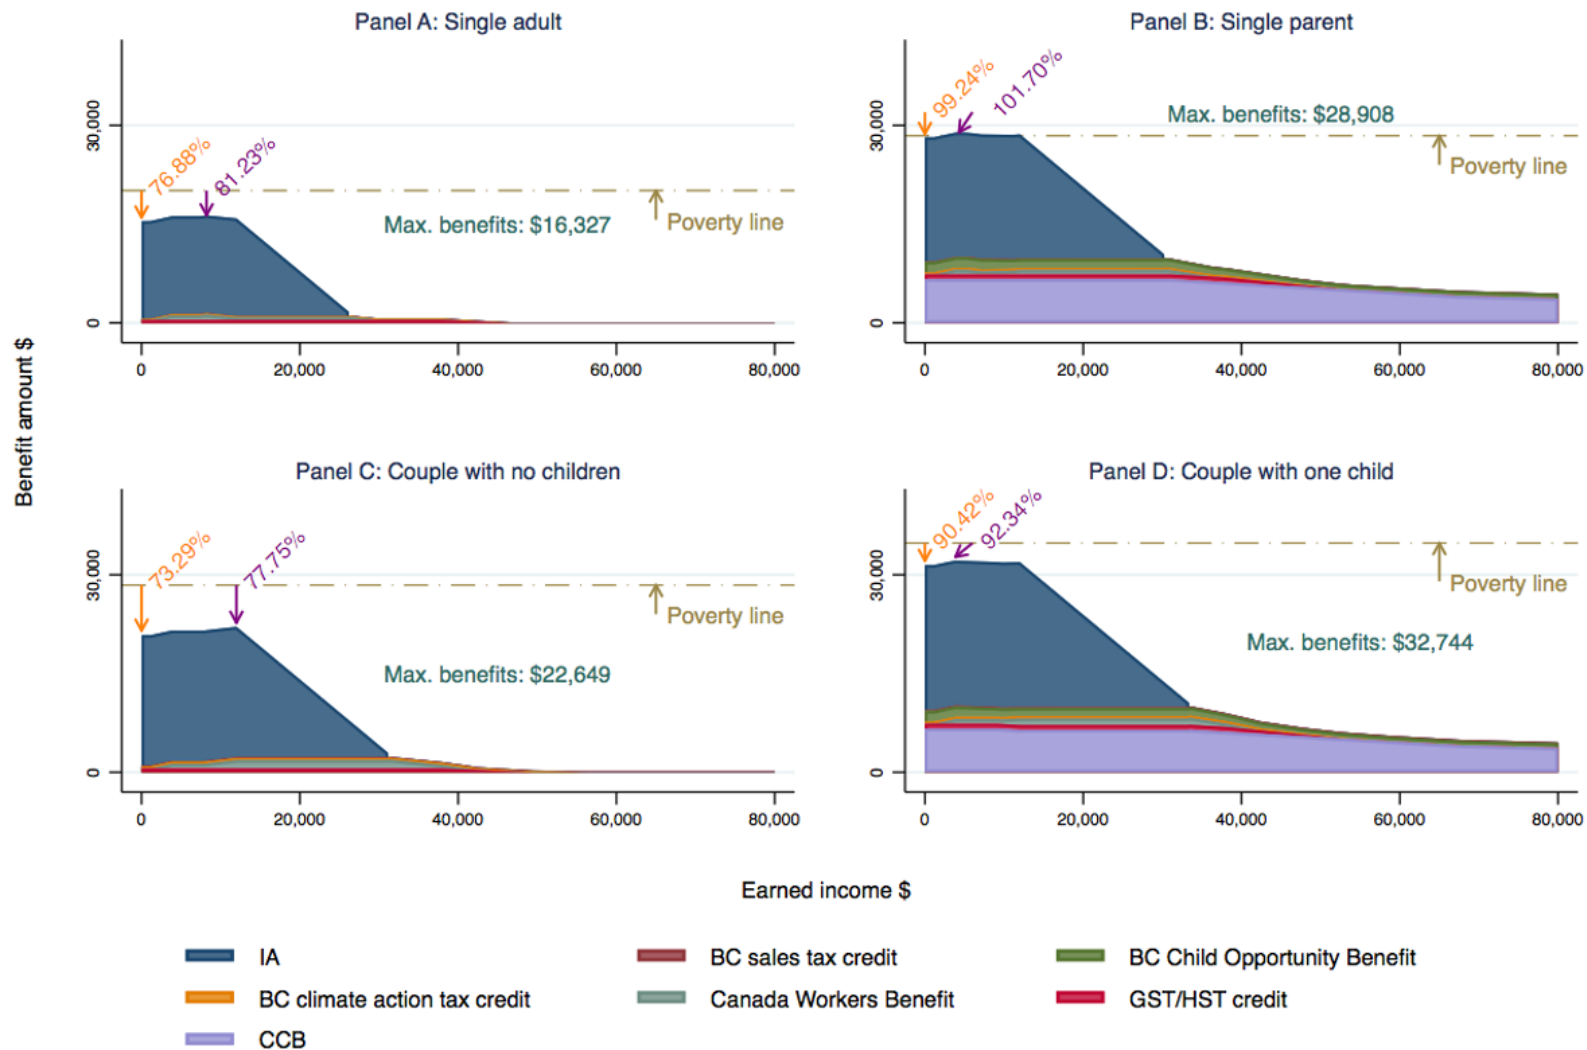 Panel A: Single adult
30,000
0
76.88%
81.23%
Max. benefits: $16,327
Poverty line
0 20,000 40,000 60,000 80,000
Panel B: Single parent
30,000
0
99.24%
101.70%
Max. benefits: $28,908
Poverty line
0 20,000 40,000 60,000 80,000
Benefit amount $
Panel C: Couple with no children
30,000
0
73.29%
77.75%
Poverty line
Max. benefits: $22,649
0 20,000 40,000 60,000 80,000
Panel D: Couple with one child
30,000
0
90.42%
92.34%
Poverty line
Max. benefits: $32,744
0 20,000 40,000 60,000 80,000
Earned income $
IA BC sales tax credit BC Child Opportunity Benefit
BC climate action tax credit Canada Workers Benefit GST/HST credit
CCB